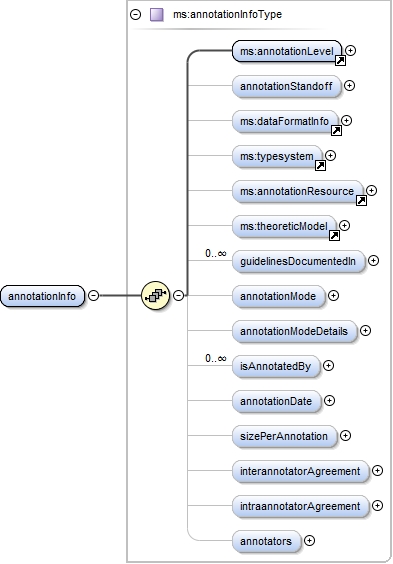 ms:annotationInfoType
ms:annotationLevel
annotationStandoff
ms:dataFormatInfo
ms:typesystem
ms:annotationResource
ms:theoreticModel
0..∞
guidelinesDocumentedIn
annotationInfo
annotationMode
annotationModeDetails
0..∞
isAnnotatedBy
annotationDate
sizePerAnnotation
interannotatorAgreement
intraannotatorAgreement
annotators